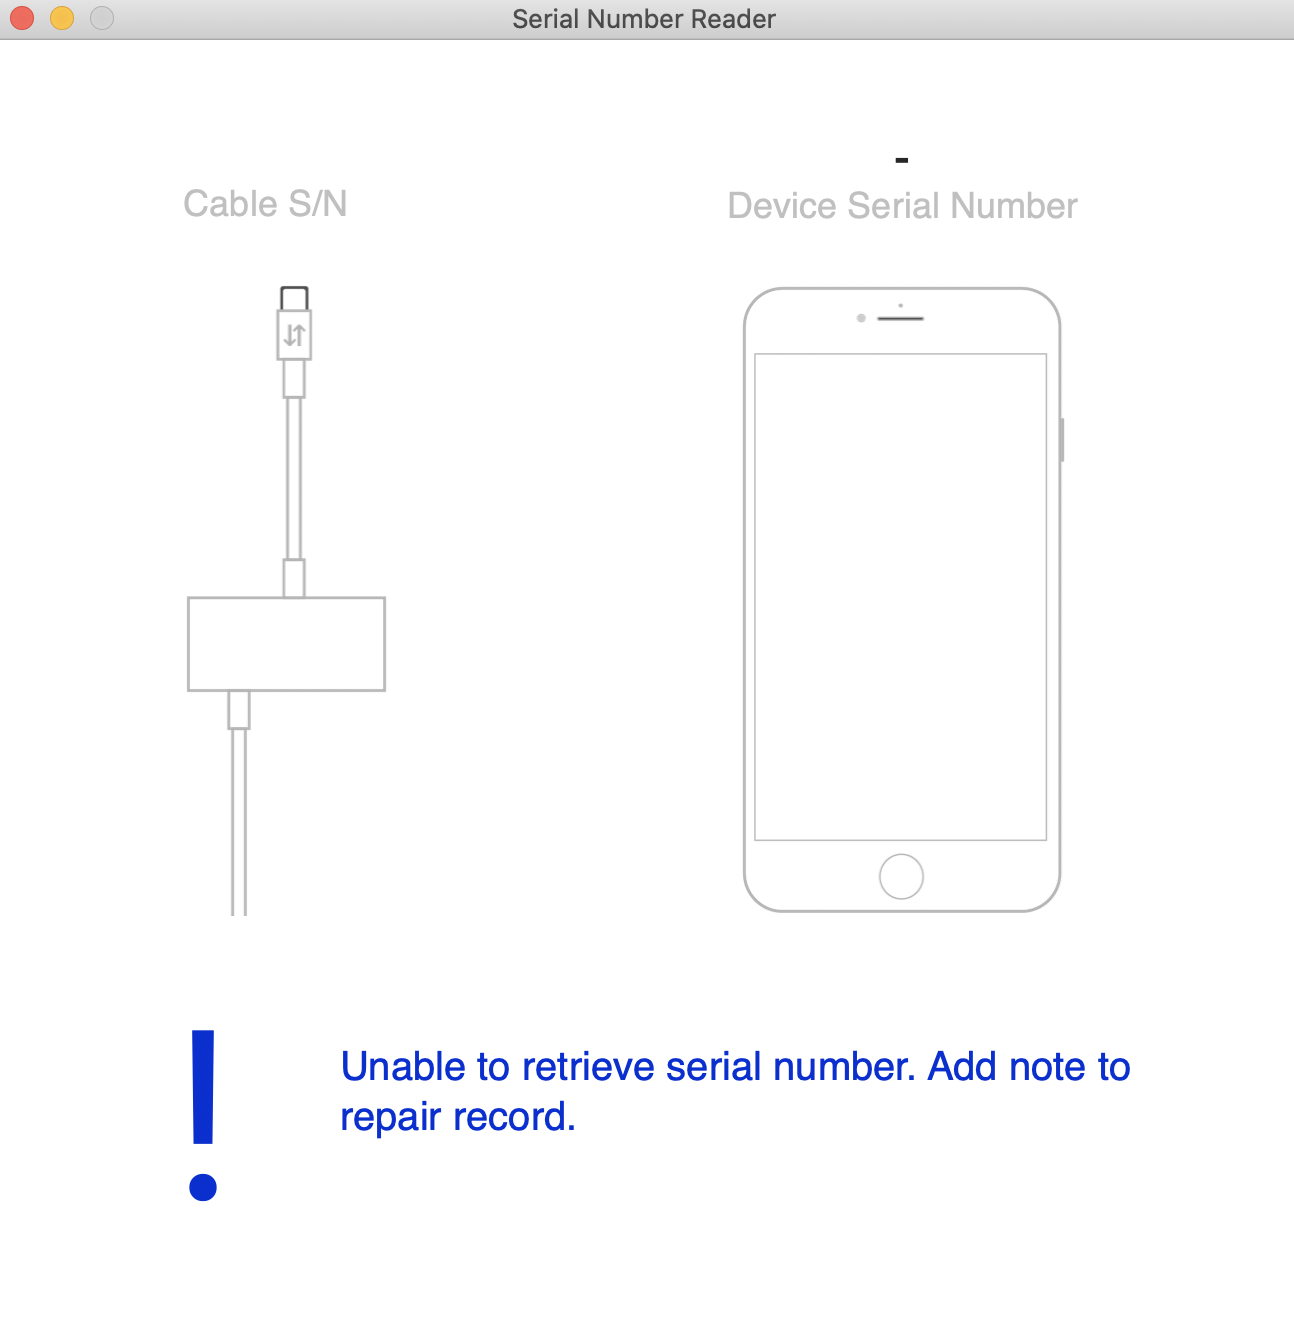 Serial Number Reader
Cable S/N
-
Device Serial Number
! Unable to retrieve serial number. Add note to
repair record.